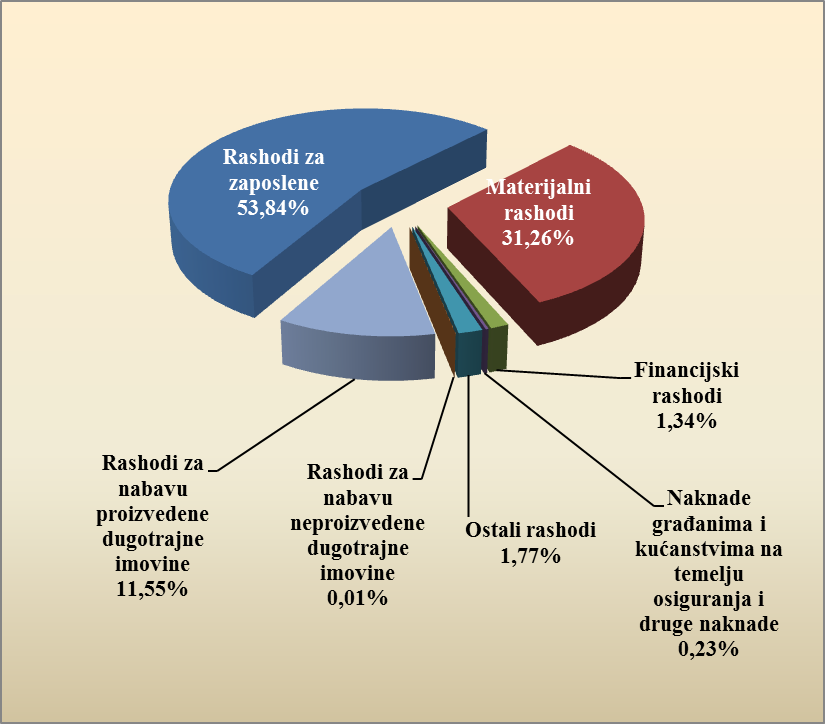 Rashodi za
zaposlene
53,84%
Materijalni
rashodi
31,26%
Financijski
rashodi
1,34%
Rashodi za
nabavu
proizvedene
dugotrajne
imovine
11,55%
Rashodi za
nabavu
neproizvedene
dugotrajne
imovine
0,01%
Ostali rashodi
1,77%
Naknade
građanima i
kućanstvima na
temelju
osiguranja i
druge naknade
0,23%